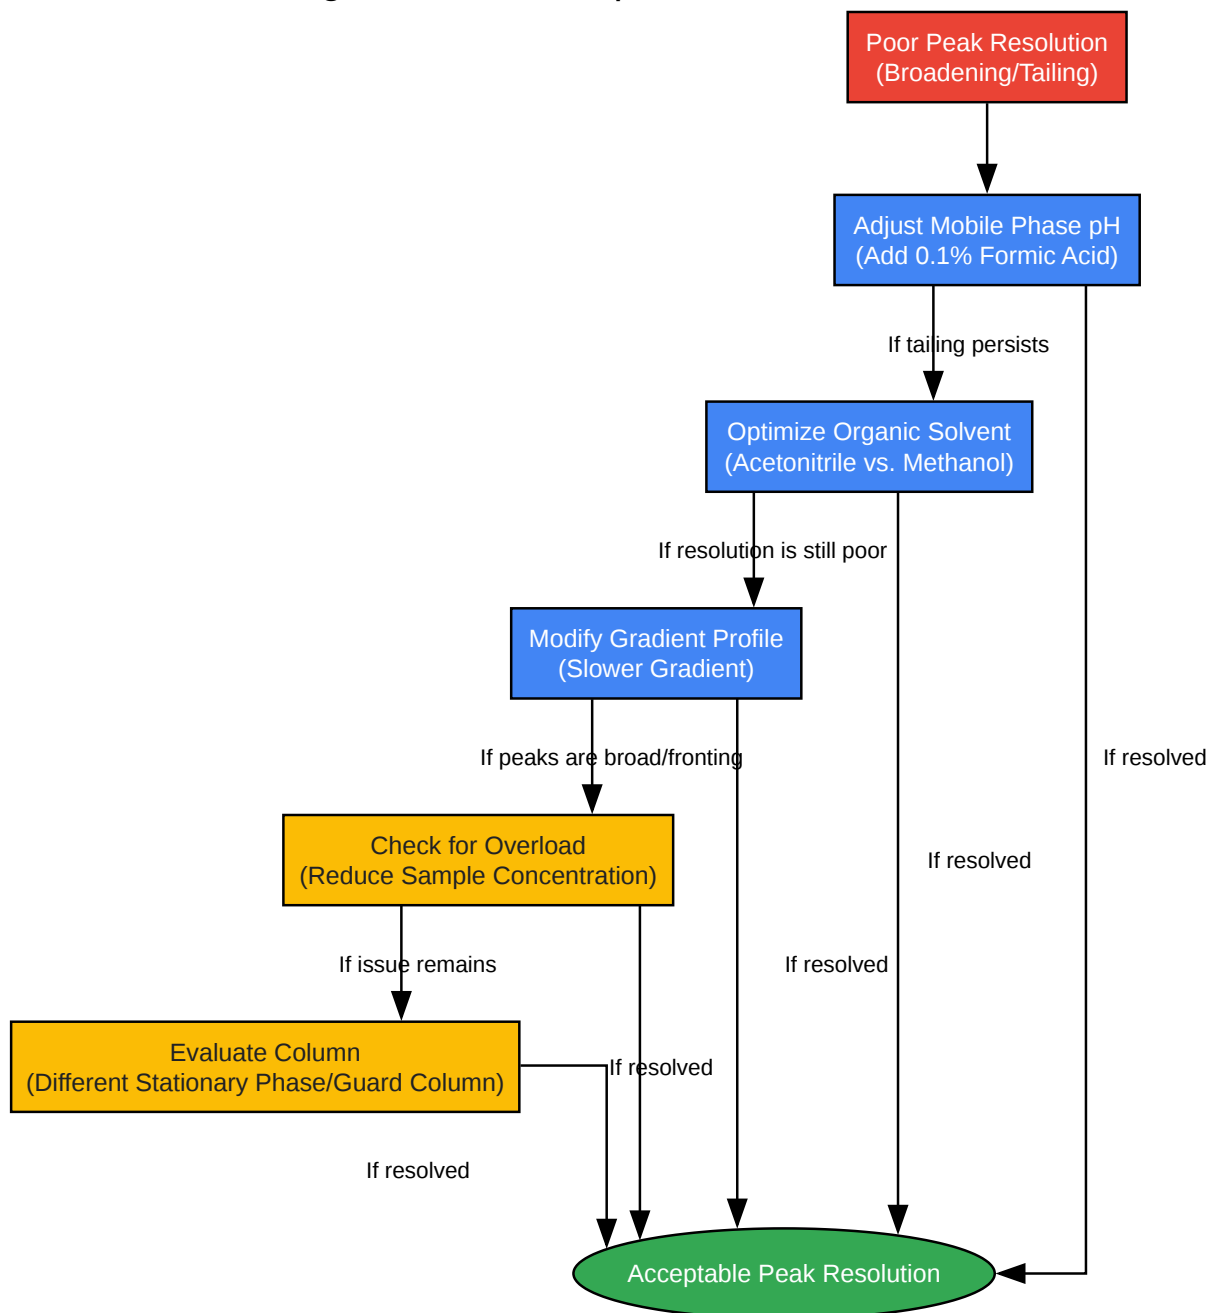 Poor Peak Resolution
(Broadening/Tailing)
Adjust Mobile Phase pH
(Add 0.1% Formic Acid)
If tailing persists
Optimize Organic Solvent
(Acetonitrile vs. Methanol)
If resolution is still poor
Modify Gradient Profile
(Slower Gradient)
If peaks are broad/fronting
If resolved
Check for Overload
(Reduce Sample Concentration)
If resolved
If issue remains
If resolved
Evaluate Column
(Different Stationary Phase/Guard Column)
If resolved
If resolved
Acceptable Peak Resolution